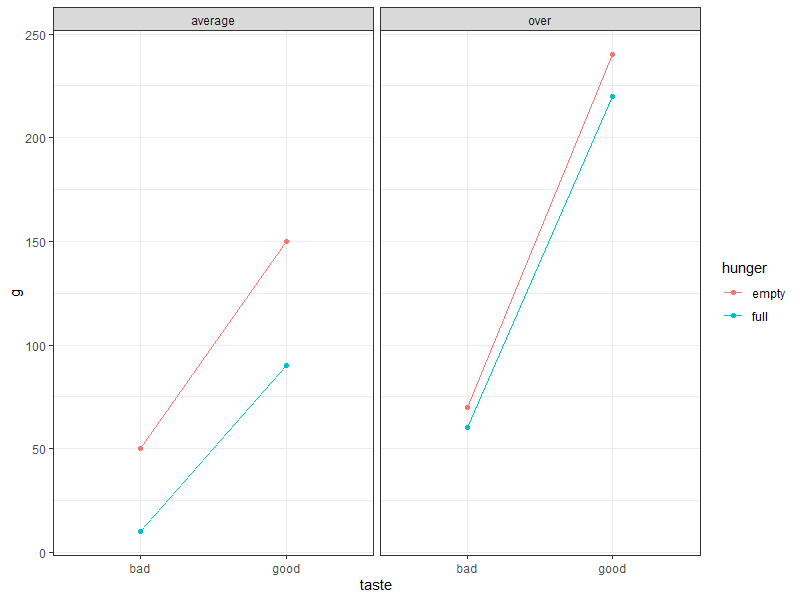 average over
250
200
150
100
50
0
g
bad good bad good
taste
hunger
empty
full